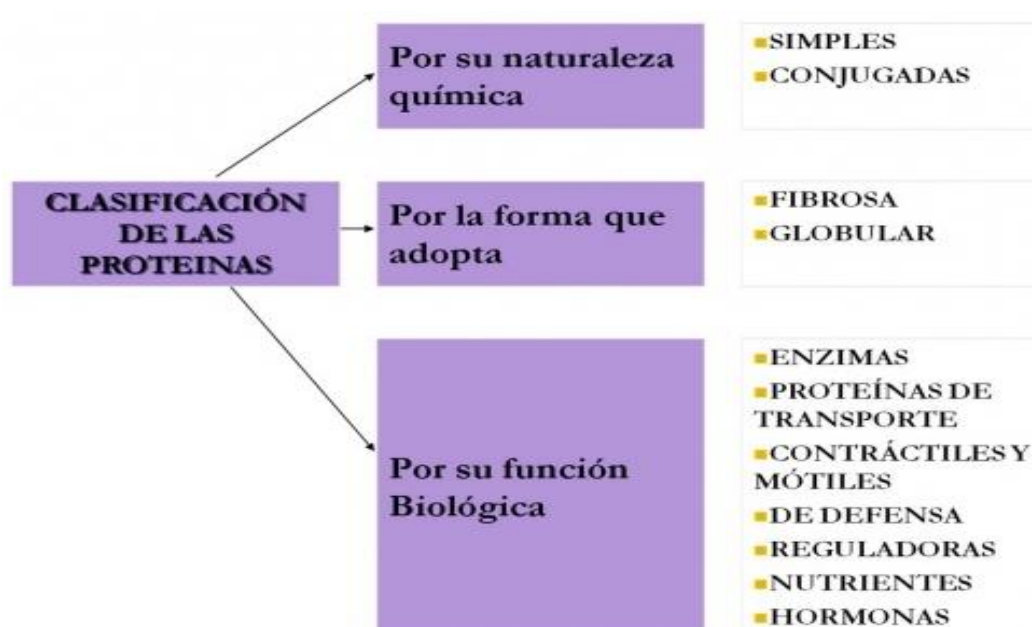 CLASIFICACIÓN
DE LAS
PROTEINAS
Por su naturaleza
química
■SIMPLES
■CONJUGADAS
Por la forma que
adopta
■FIBROSA
■GLOBULAR
Por su función
Biológica
■ENZIMAS
■PROTEÍNAS DE
TRANSPORTE
■CONTRÁCTILES Y
MÓTILES
■DE DEFENSA
■REGULADORAS
■NUTRIENTES
■HORMONAS